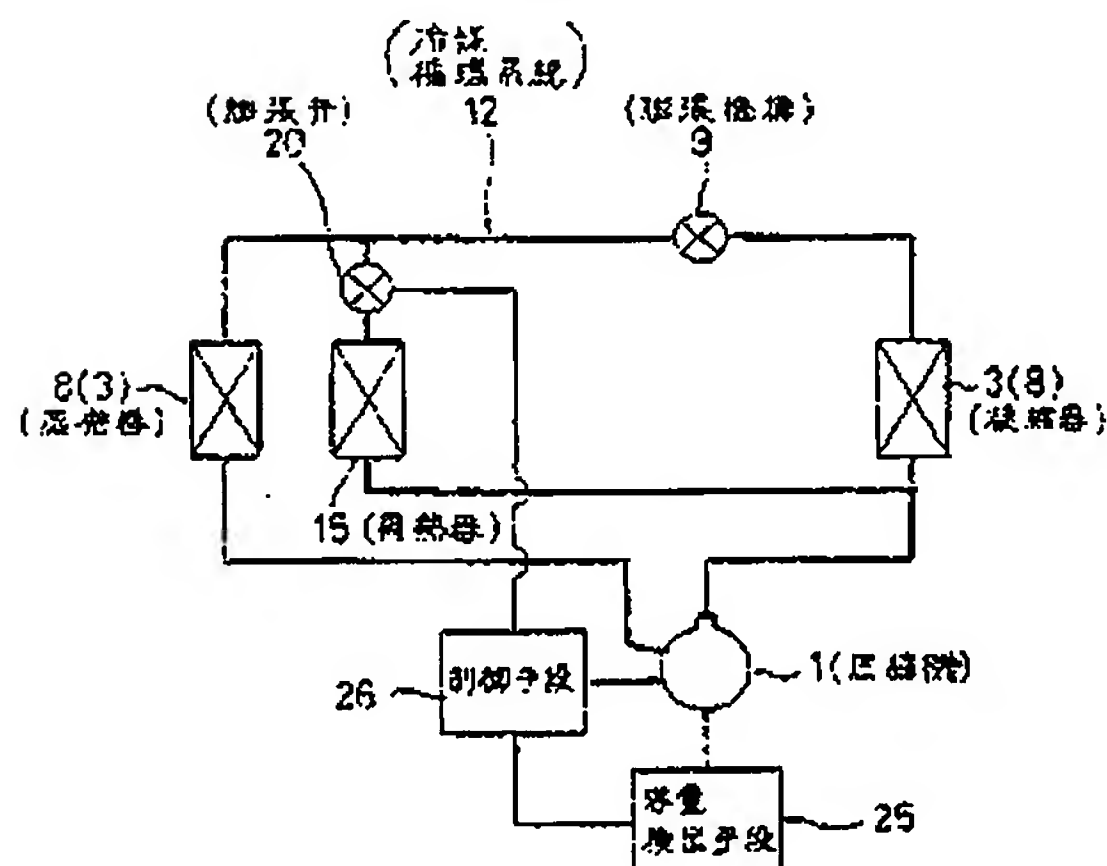 (冷媒
循環系統)
12
(膨張弁)
20
(膨張機構)
9
8(3)
(蒸発器)
3(8)
(凝縮器)
15(再熱器)
制御手段
26
1(圧縮機)
容量
検出手段
25